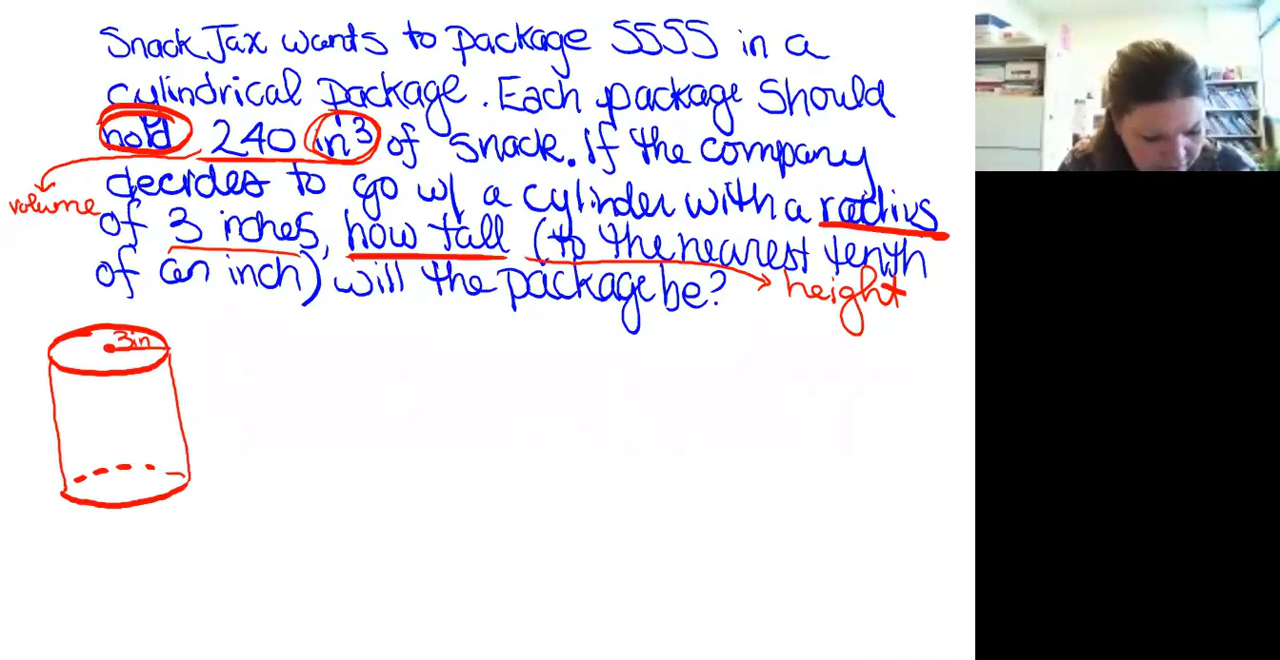 Snack Jax wants to package SSSS in a
cylindrical package. Each package should
hold 240 in³ of snack. If the company
decides to go w/ a cylinder with a radius
volume
of 3 inches, how tall (to the nearest tenth
of an inch) will the package be?
height
3in